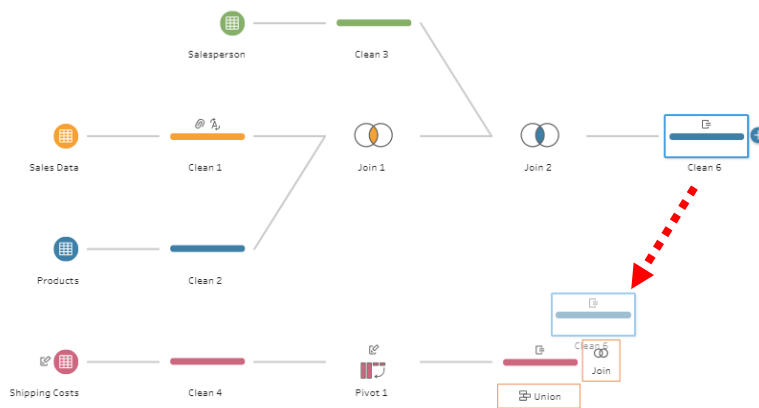 Salesperson
Clean 3
Sales Data
Clean 1
Join 1
Join 2
Clean 6
Products
Clean 2
Clean 6
Shipping Costs
Clean 4
Pivot 1
Join
Union